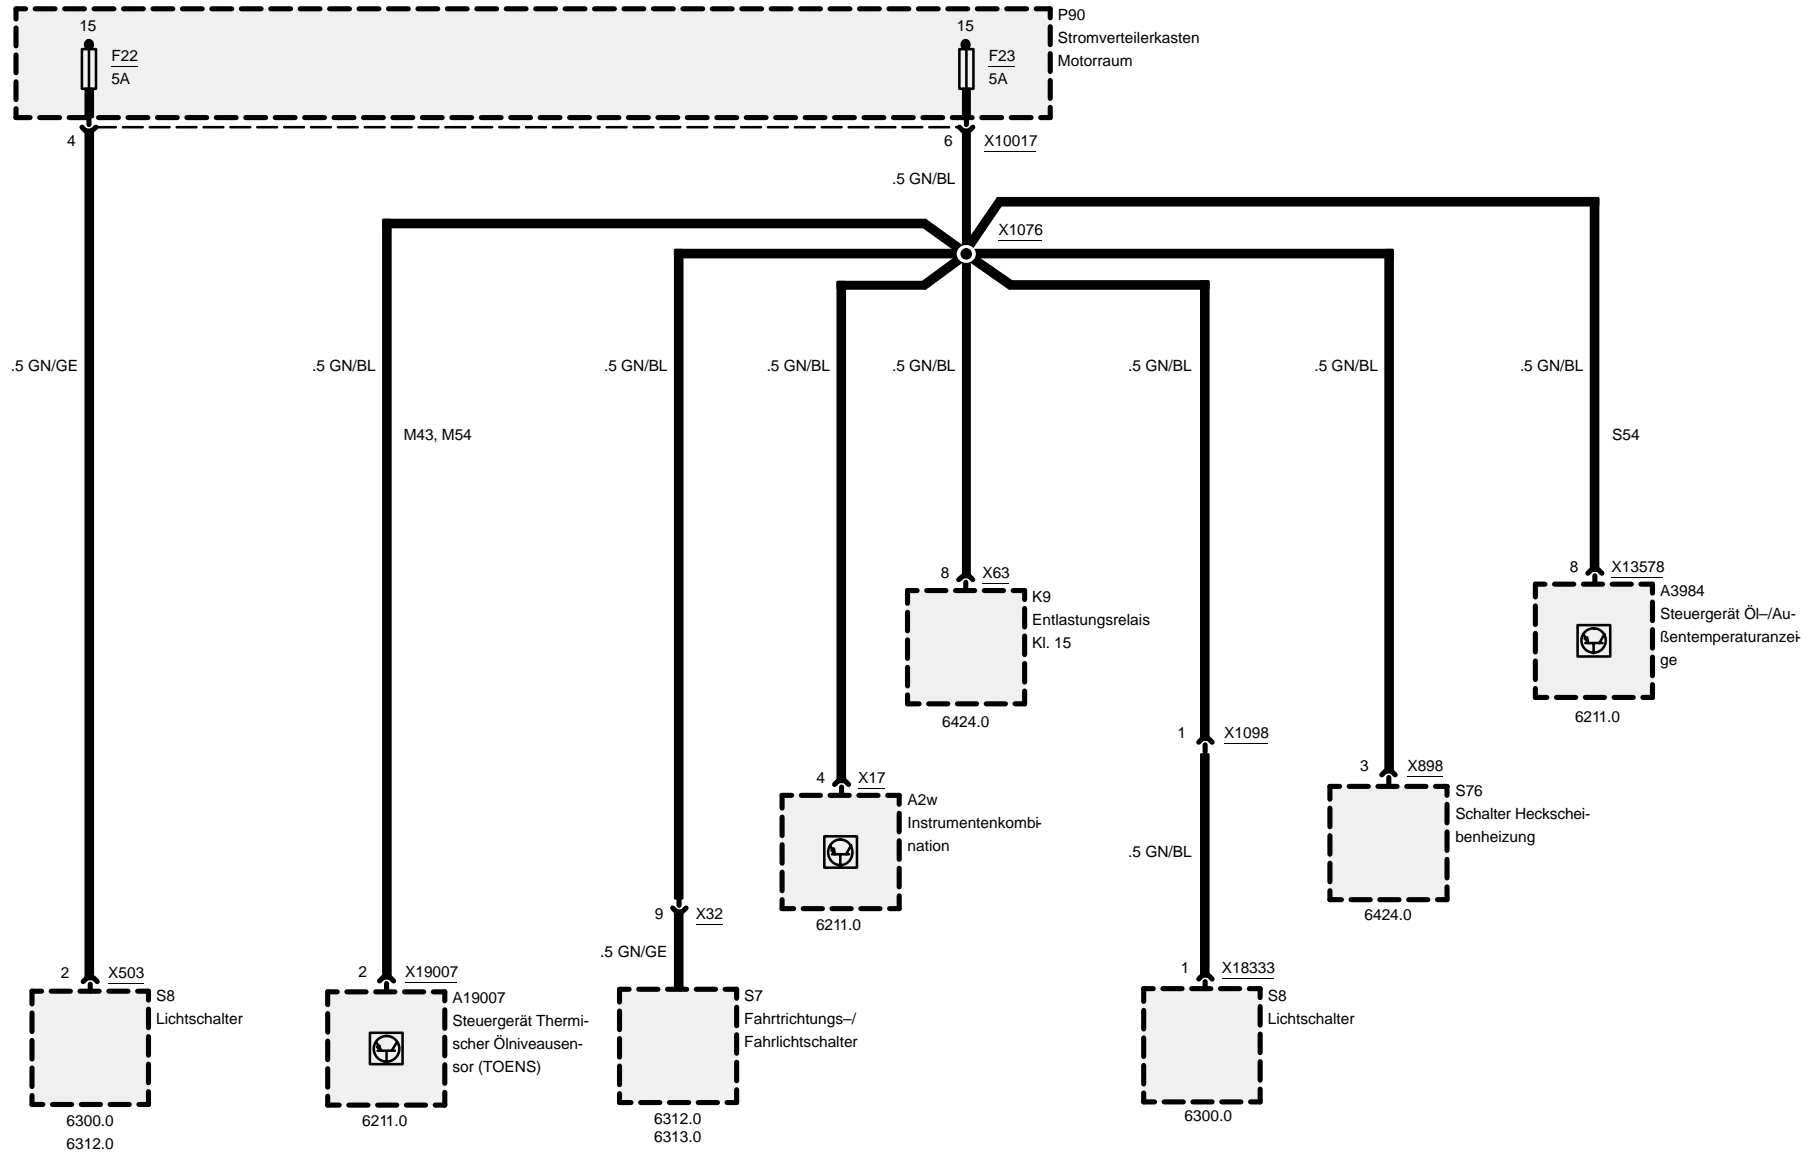 15
F22
5A
15
F23
5A
P90
Stromverteilerkasten
Motorraum
4
6
X10017
.5 GN/BL
X1076
.5 GN/GE
.5 GN/BL
.5 GN/BL
.5 GN/BL
.5 GN/BL
.5 GN/BL
.5 GN/BL
.5 GN/BL
M43, M54
S54
8
X63
K9
Entlastungsrelais
Kl. 15
6424.0
8
X13578
A3984
Steuergerät Öl–/Au-
ßentemperaturanzei-
ge
6211.0
1
X1098
4
X17
A2w
Instrumentenkombi-
nation
6211.0
3
X898
S76
Schalter Heckschei-
benheizung
6424.0
.5 GN/BL
9
X32
.5 GN/GE
2
X503
S8
Lichtschalter
6300.0
6312.0
2
X19007
A19007
Steuergerät Thermi-
scher Ölniveausen-
sor (TOENS)
6211.0
S7
Fahrtrichtungs–/
Fahrlichtschalter
6312.0
6313.0
1
X18333
S8
Lichtschalter
6300.0